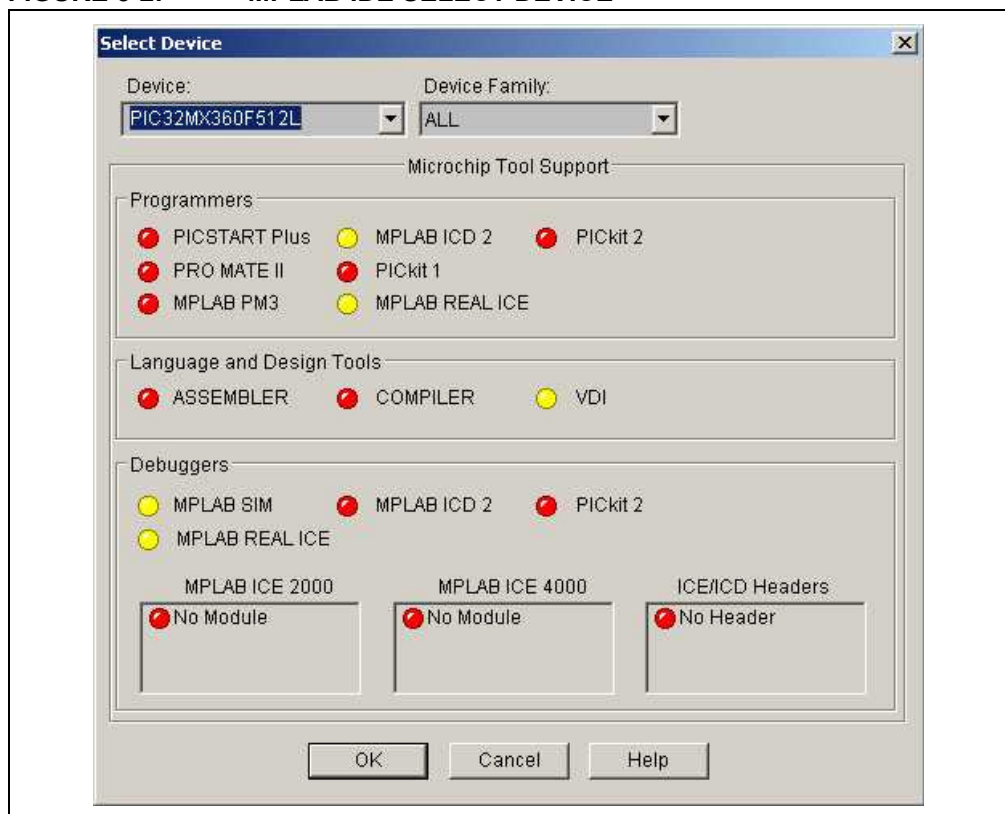 Select Device
Device: Device Family:
PIC32MX360F512L ALL
Microchip Tool Support
Programmers
PICSTART Plus MPLAB ICD 2 PICkit 2
PRO MATE II PICkit 1
MPLAB PM3 MPLAB REAL ICE
Language and Design Tools
ASSEMBLER COMPILER VDI
Debuggers
MPLAB SIM MPLAB ICD 2 PICkit 2
MPLAB REAL ICE
MPLAB ICE 2000 MPLAB ICE 4000 ICE/ICD Headers
No Module No Module No Header
OK Cancel Help